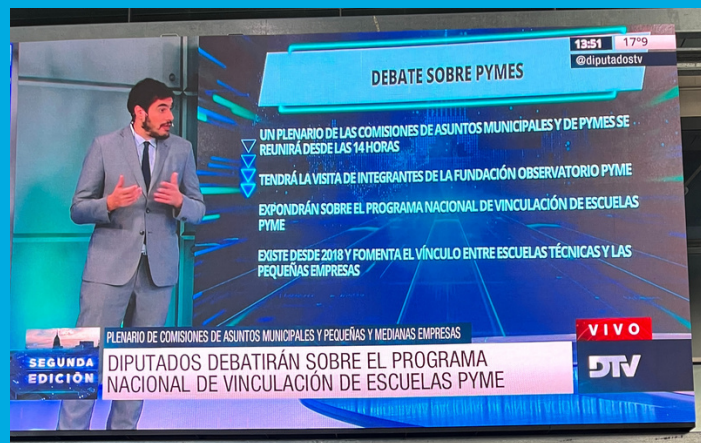 13:51 17°9
@diputadostv
DEBATE SOBRE PYMES
UN PLENARIO DE LAS COMISIONES DE ASUNTOS MUNICIPALES Y DE PYMES SE
REUNIRÁ DESDE LAS 14 HORAS
TENDRÁ LA VISITA DE INTEGRANTES DE LA FUNDACIÓN OBSERVATORIO PYME
EXPONDRÁN SOBRE EL PROGRAMA NACIONAL DE VINCULACIÓN DE ESCUELAS
PYME
EXISTE DESDE 2018 Y FOMENTA EL VÍNCULO ENTRE ESCUELAS TÉCNICAS Y LAS
PEQUEÑAS EMPRESAS
PLENARIO DE COMISIONES DE ASUNTOS MUNICIPALES Y PEQUEÑAS Y MEDIANAS EMPRESAS
VIVO
SEGUNDA
EDICIÓN
DIPUTADOS DEBATIRÁN SOBRE EL PROGRAMA
NACIONAL DE VINCULACIÓN DE ESCUELAS PYME
DTV